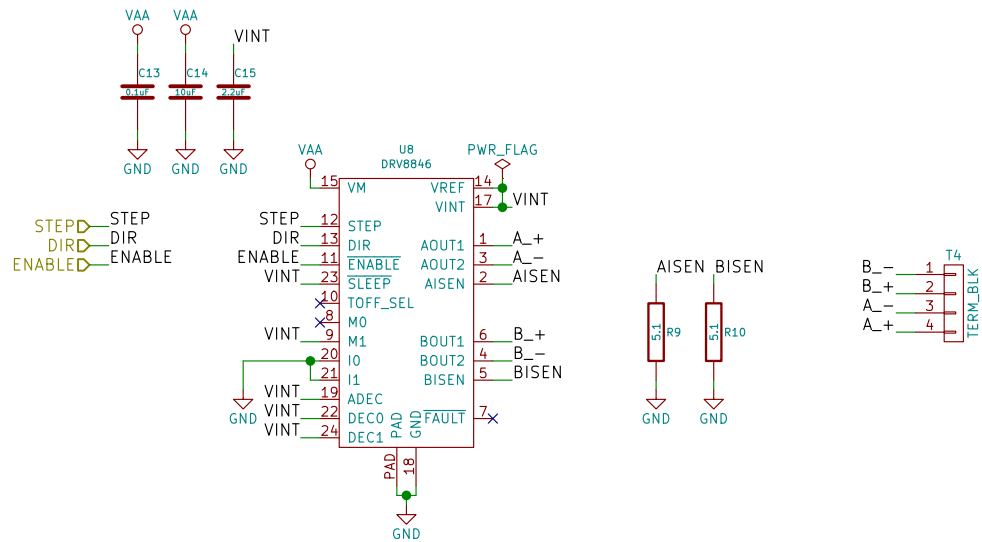 VAA VAA
VINT
C13 C14 C15
0.1uF 10uF 2.2uF
GND GND GND
U8
DRV8846
VAA
PWR_FLAG
15 VM VREF 14
VINT 17 VINT
STEP STEP
DIR DIR
ENABLE ENABLE
STEP 12 STEP
DIR 13 DIR AOUT1 1 A_+
ENABLE 11 ENABLE AOUT2 3 A_-
VINT 23 SLEEP AISEN 2 AISEN
10 TOFF_SEL
8 M0
VINT 9 M1 BOUT1 6 B_+
20 I0 BOUT2 4 B_-
21 I1 BISEN 5 BISEN
VINT 19 ADEC
VINT 22 DEC0 FAULT 7
VINT 24 DEC1
GND
PAD GND
PAD 18
GND
AISEN BISEN
5.1 R9 5.1 R10
GND GND
T4
B_- 1
B_+ 2
A_- 3
A_+ 4
TERM_BLK